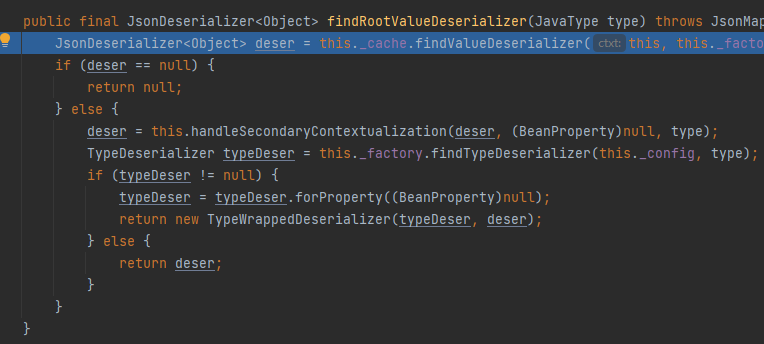 public final JsonDeserializer<Object> findRootValueDeserializer(JavaType type) throws JsonMap
JsonDeserializer<Object> deser = this._cache.findValueDeserializer( ctxt: this, this._facto
if (deser == null) {
return null;
} else {
deser = this.handleSecondaryContextualization(deser, (BeanProperty)null, type);
TypeDeserializer typeDeser = this._factory.findTypeDeserializer(this._config, type);
if (typeDeser != null) {
typeDeser = typeDeser.forProperty((BeanProperty)null);
return new TypeWrappedDeserializer(typeDeser, deser);
} else {
return deser;
}
}
}